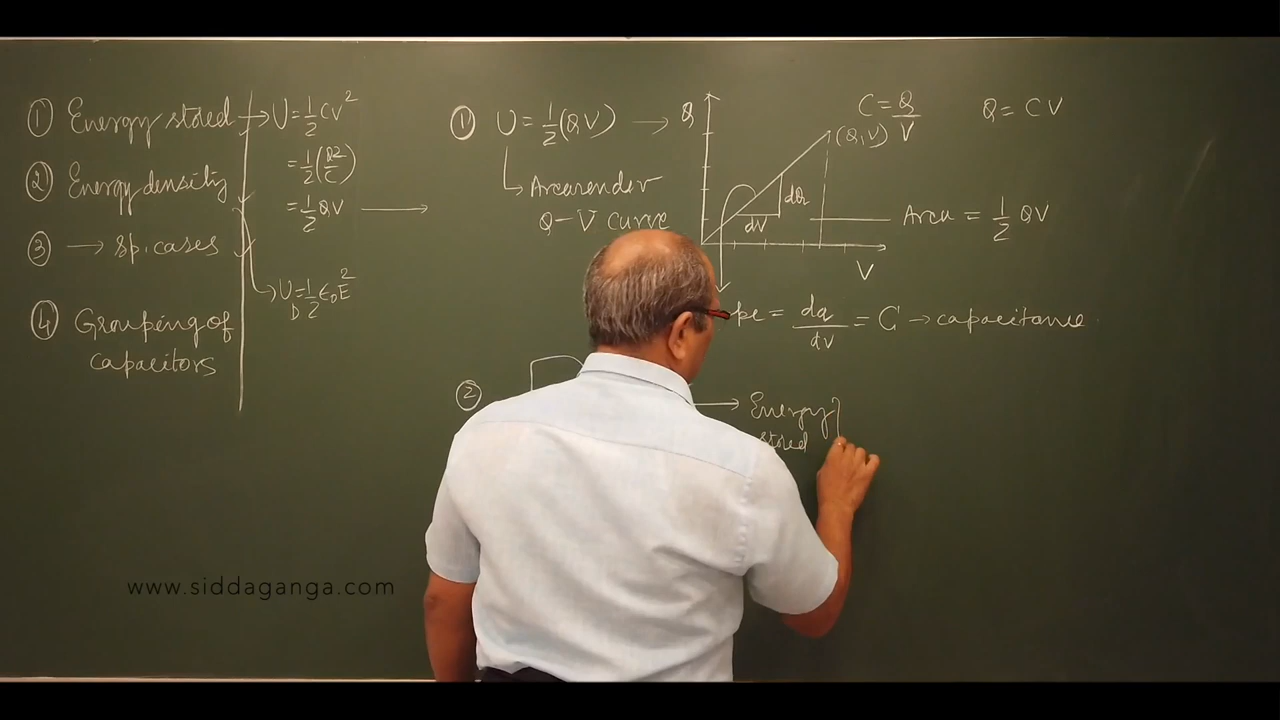 ① Energy stored → U = 1/2 CV²
= 1/2 (Q²/C)
= 1/2 QV →
② Energy density
③ → Sp. cases
U_D = 1/2 ε₀E²
④ Grouping of
capacitors
① U = 1/2 (QV) →
↳ Area under
Q-V curve
Q
(Q, V)
dQ
dV
V
C = Q/V
Q = CV
Area = 1/2 QV
pe = dq/dv = C → capacitance
②
→ Energy
stored
www.siddaganga.com